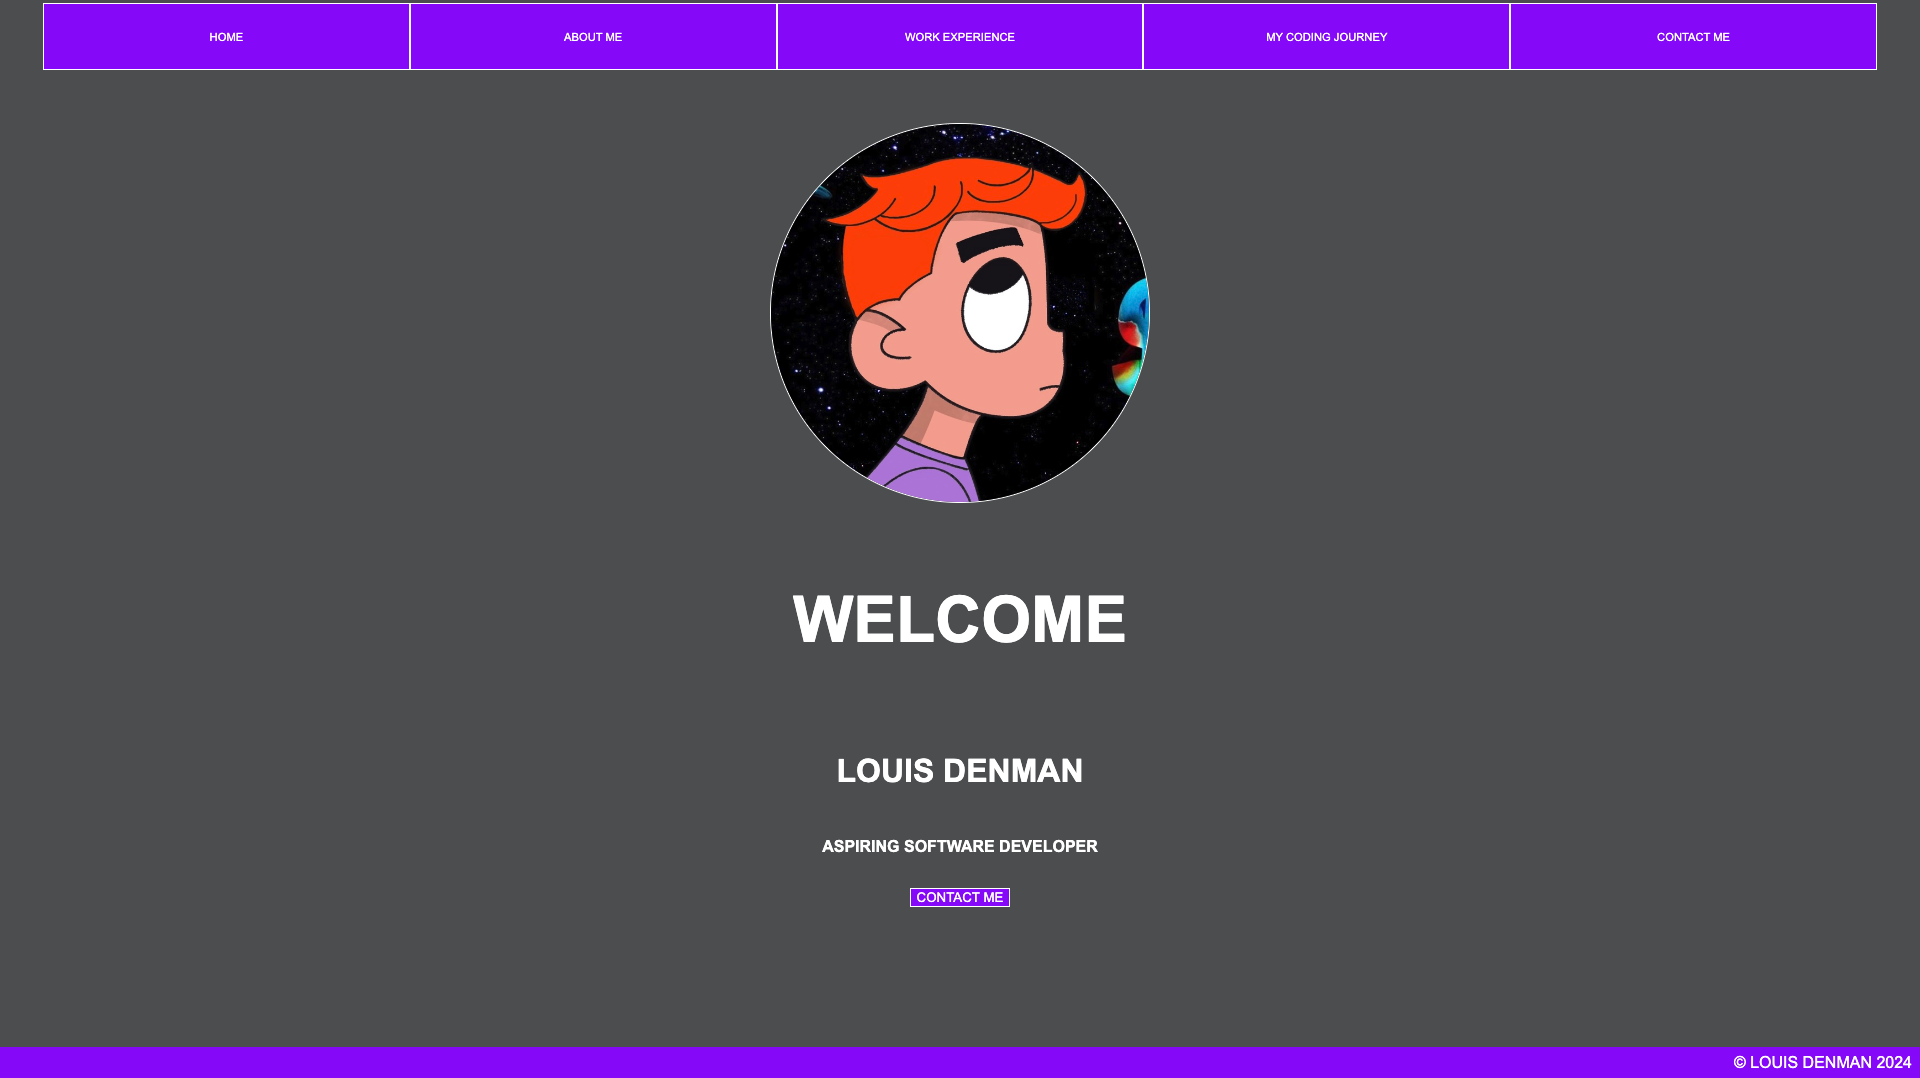 HOME
ABOUT ME
WORK EXPERIENCE
MY CODING JOURNEY
CONTACT ME
WELCOME
LOUIS DENMAN
ASPIRING SOFTWARE DEVELOPER
CONTACT ME
© LOUIS DENMAN 2024